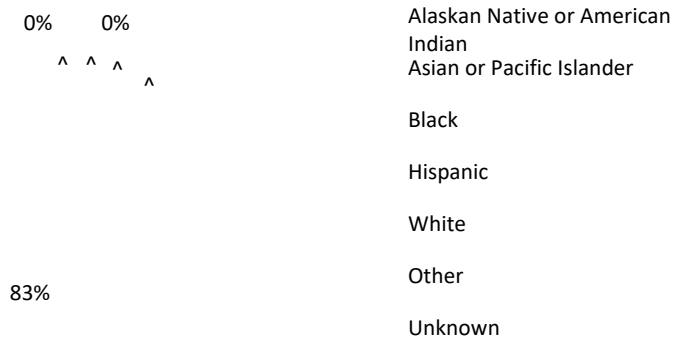 0% 0%
^ ^ ^ ^
83%
Alaskan Native or American
Indian
Asian or Pacific Islander
Black
Hispanic
White
Other
Unknown